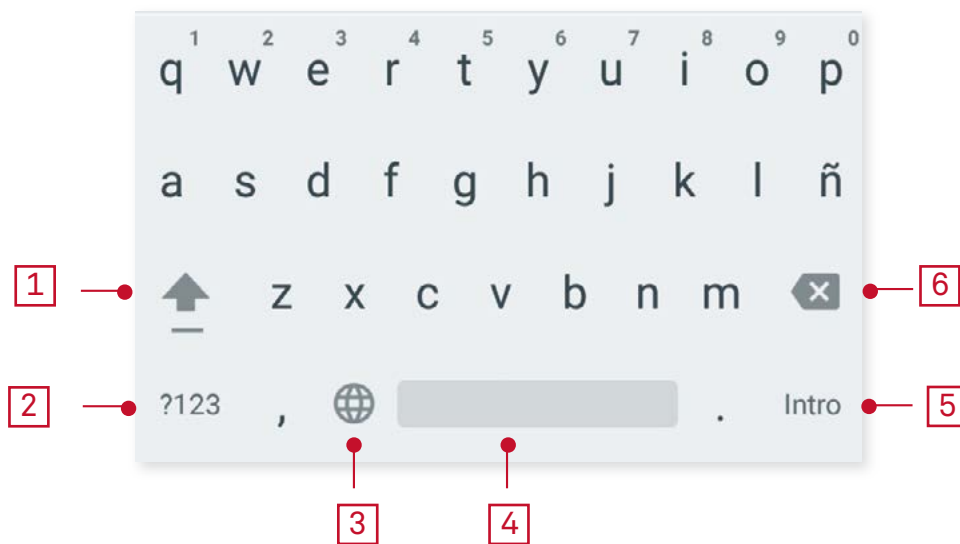 1 2 3 4 5 6 7 8 9 0
q w e r t y u i o p
a s d f g h j k l ñ
1 z x c v b n m 6
2 ?123 , . Intro 5
3 4